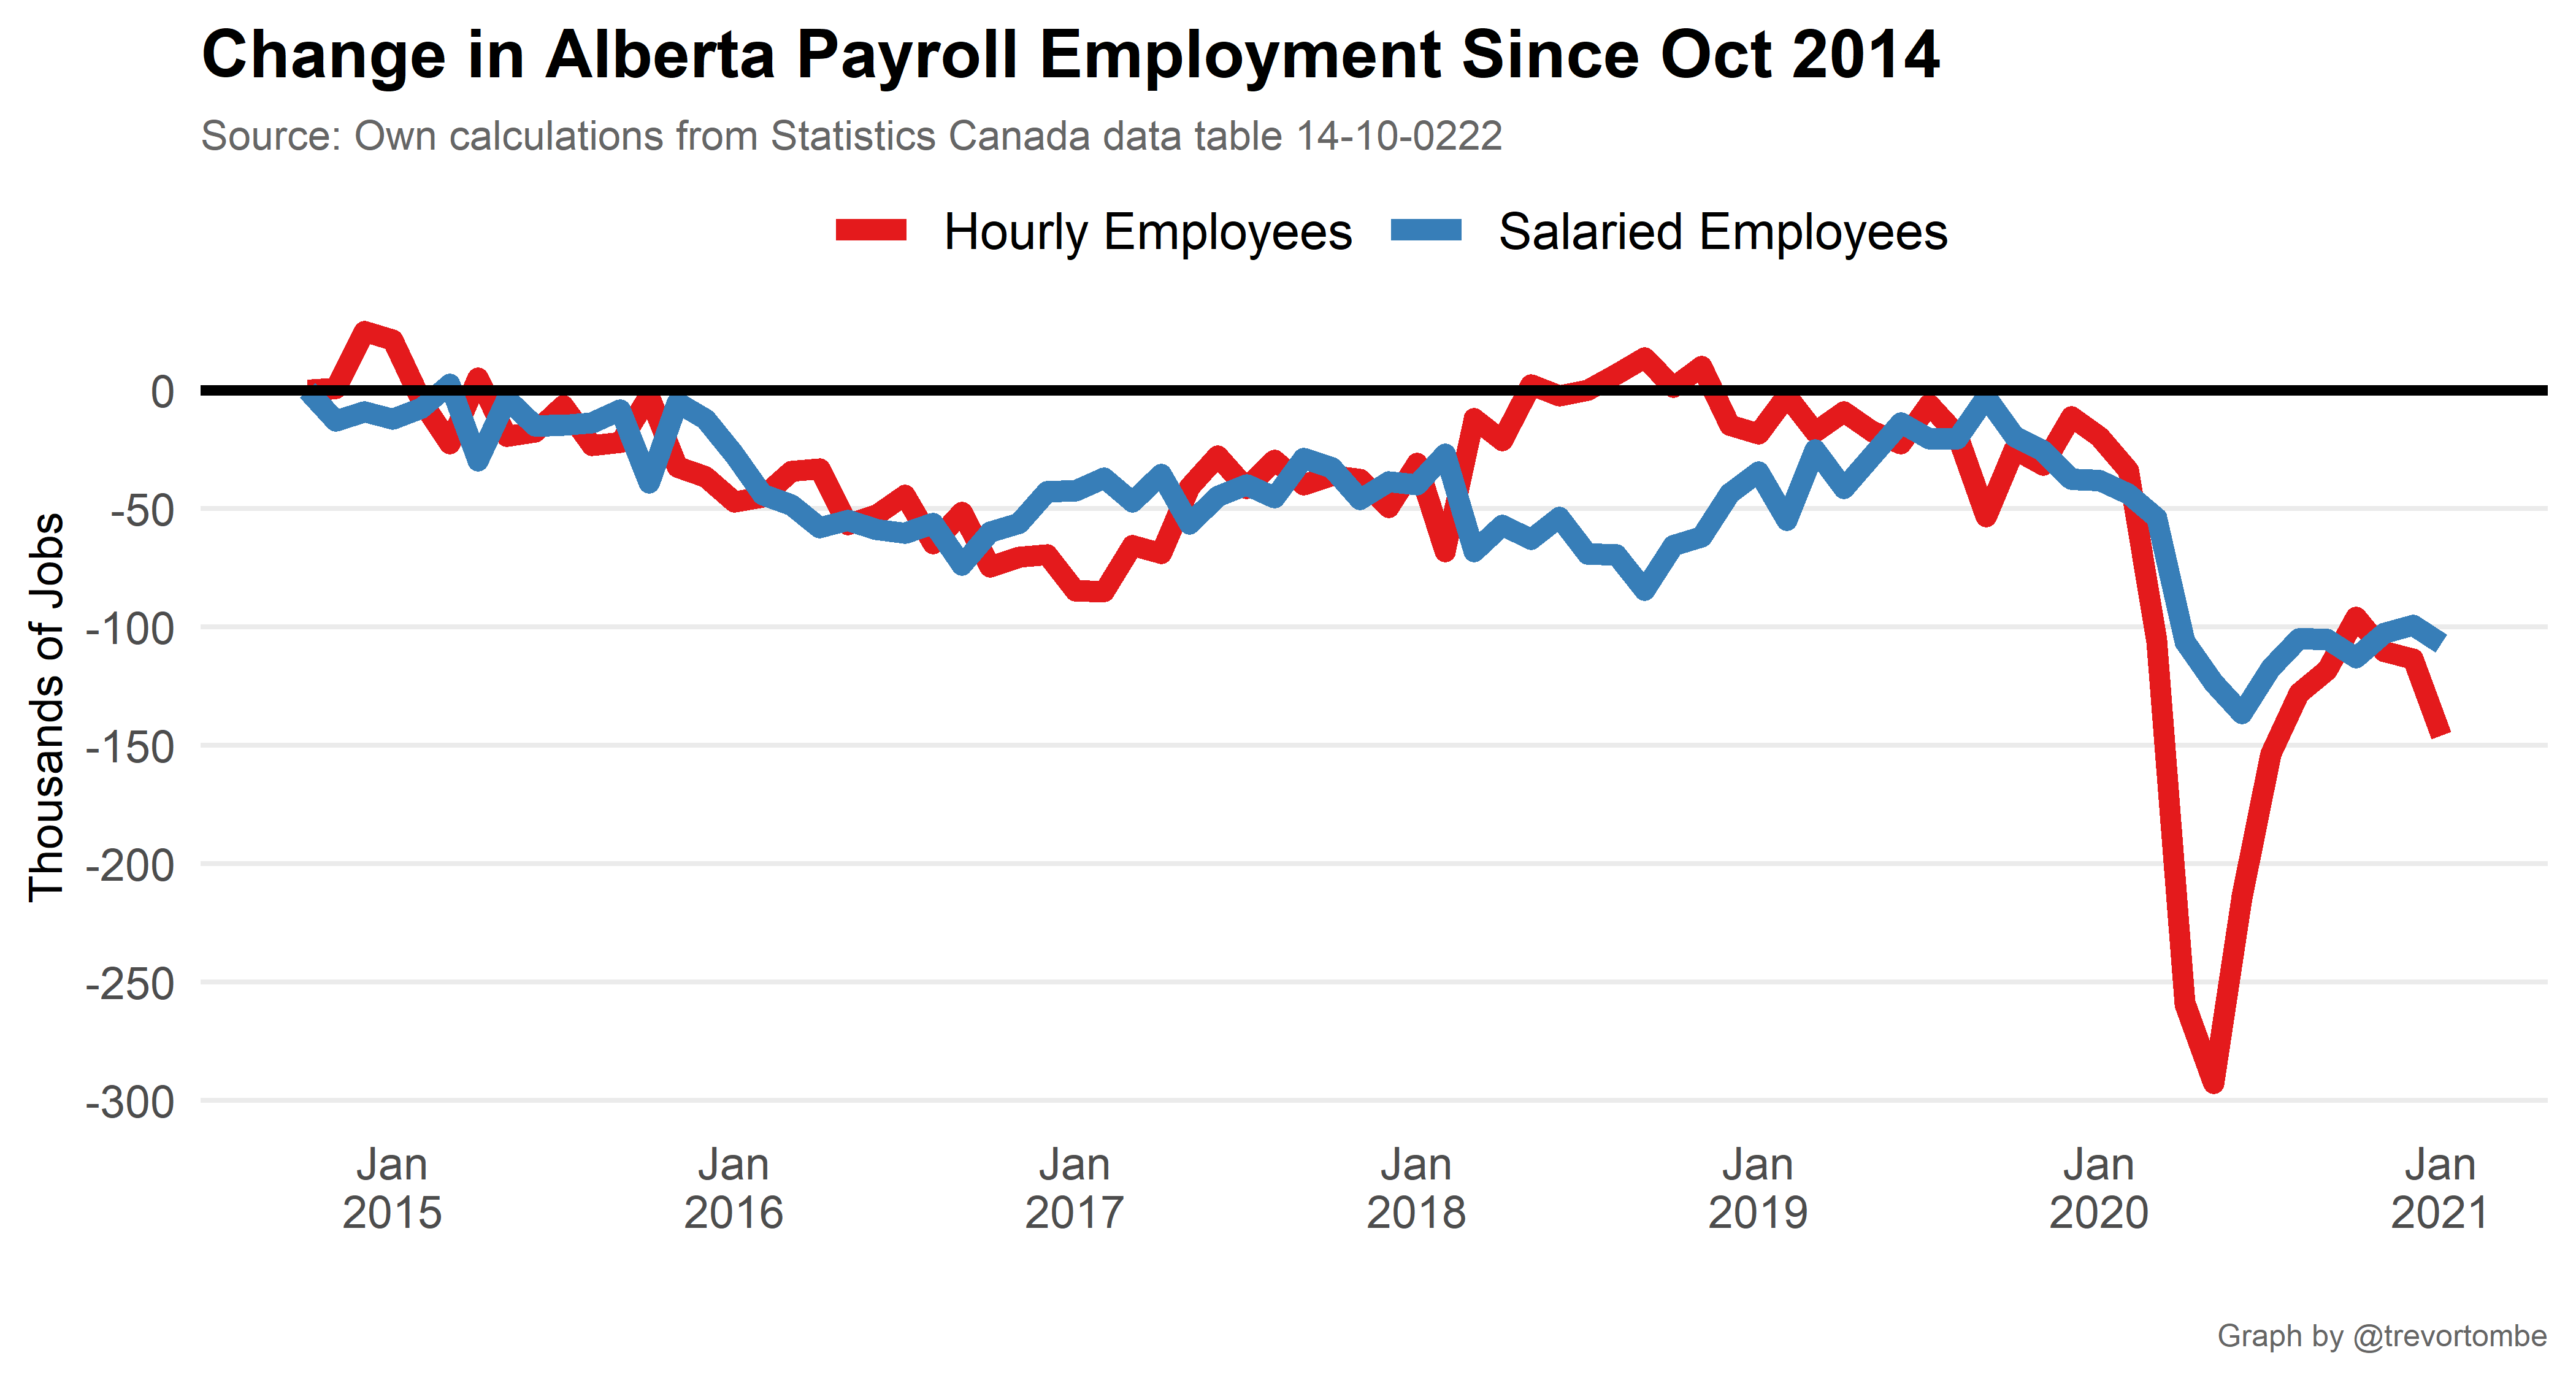 Change in Alberta Payroll Employment Since Oct 2014
Source: Own calculations from Statistics Canada data table 14-10-0222
Hourly Employees Salaried Employees
Thousands of Jobs
0
-50
-100
-150
-200
-250
-300
Jan 2015
Jan 2016
Jan 2017
Jan 2018
Jan 2019
Jan 2020
Jan 2021
Graph by @trevortombe